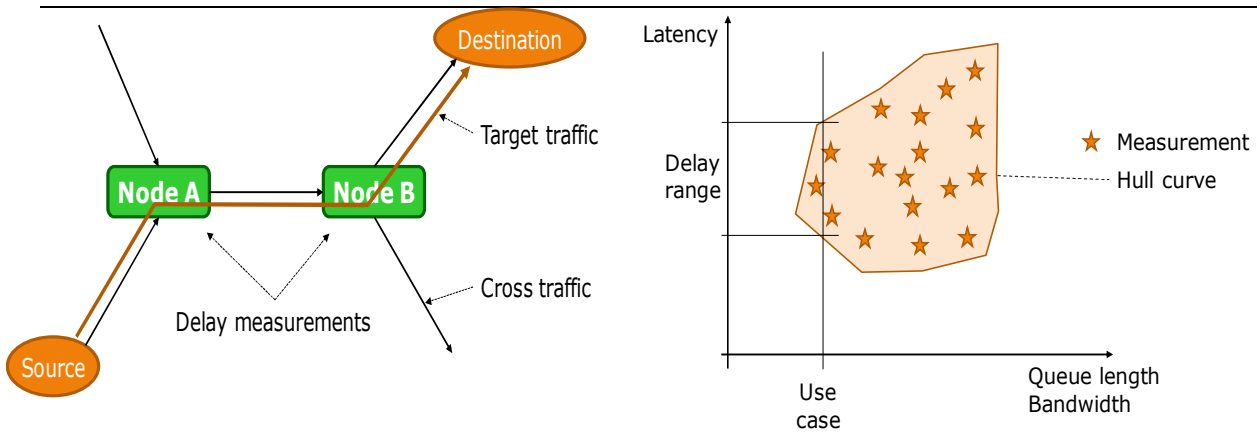 Destination
Target traffic
Node A
Node B
Cross traffic
Delay measurements
Source
Latency
Delay
range
Measurement
Hull curve
Use
case
Queue length
Bandwidth